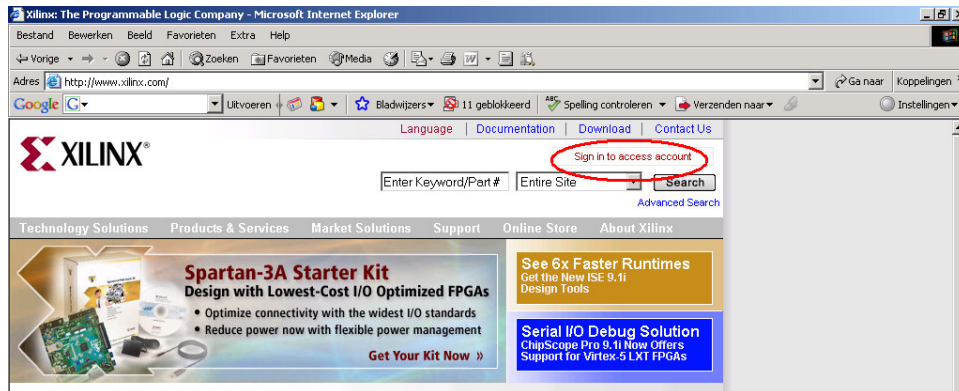 Xilinx: The Programmable Logic Company - Microsoft Internet Explorer
Bestand Bewerken Beeld Favorieten Extra Help
Vorige Zoeken Favorieten Media
Adres http://www.xilinx.com/ Ga naar Koppelingen
Google G Uitvoeren Bladwijzers 11 geblokkeerd ABC Spelling controleren Verzenden naar Instellingen
Language | Documentation | Download | Contact Us
XILINX®
Sign in to access account
Enter Keyword/Part # Entire Site Search
Advanced Search
Technology Solutions Products & Services Market Solutions Support Online Store About Xilinx
Spartan-3A Starter Kit
Design with Lowest-Cost I/O Optimized FPGAs
• Optimize connectivity with the widest I/O standards
• Reduce power now with flexible power management
Get Your Kit Now »
See 6x Faster Runtimes
Get the New ISE 9.1i
Design Tools
Serial I/O Debug Solution
ChipScope Pro 9.1i Now Offers
Support for Virtex-5 LXT FPGAs